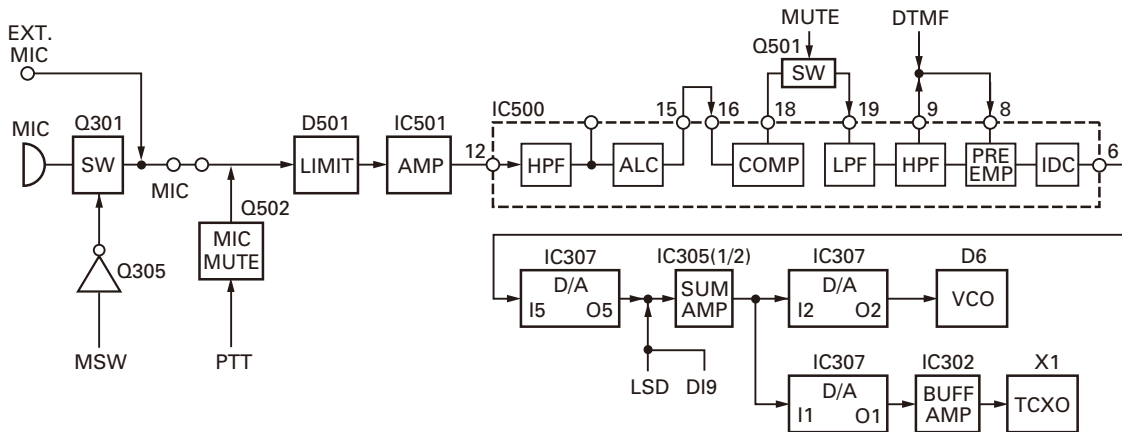 EXT.
MIC
MIC
Q301
SW
MIC
Q305
MSW
Q502
MIC
MUTE
PTT
D501
LIMIT
IC501
AMP
12
IC500
HPF
ALC
15
16
COMP
18
MUTE
Q501
SW
19
LPF
DTMF
9
HPF
8
PRE
EMP
IDC
6
IC307
D/A
I5
O5
LSD
DI9
IC305(1/2)
SUM
AMP
IC307
D/A
I2
O2
D6
VCO
IC307
D/A
I1
O1
IC302
BUFF
AMP
X1
TCXO